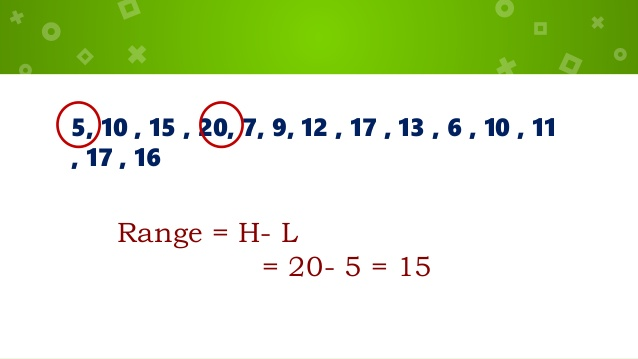 5, 10 , 15 , 20, 7, 9, 12 , 17 , 13 , 6 , 10 , 11
, 17 , 16
Range = H- L
= 20- 5 = 15